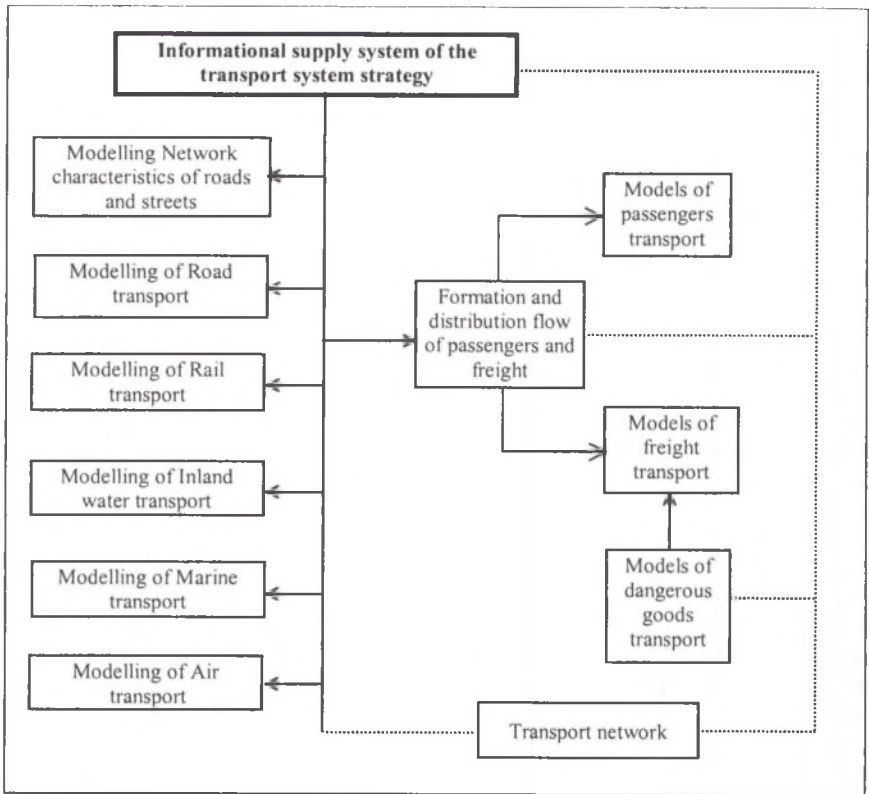 Informational supply system of the
transport system strategy
Modelling Network
characteristics of roads
and streets
Modelling of Road
transport
Modelling of Rail
transport
Modelling of Inland
water transport
Modelling of Marine
transport
Modelling of Air
transport
Formation and
distribution flow
of passengers and
freight
Models of
passengers
transport
Models of
freight
transport
Models of
dangerous
goods
transport
Transport network